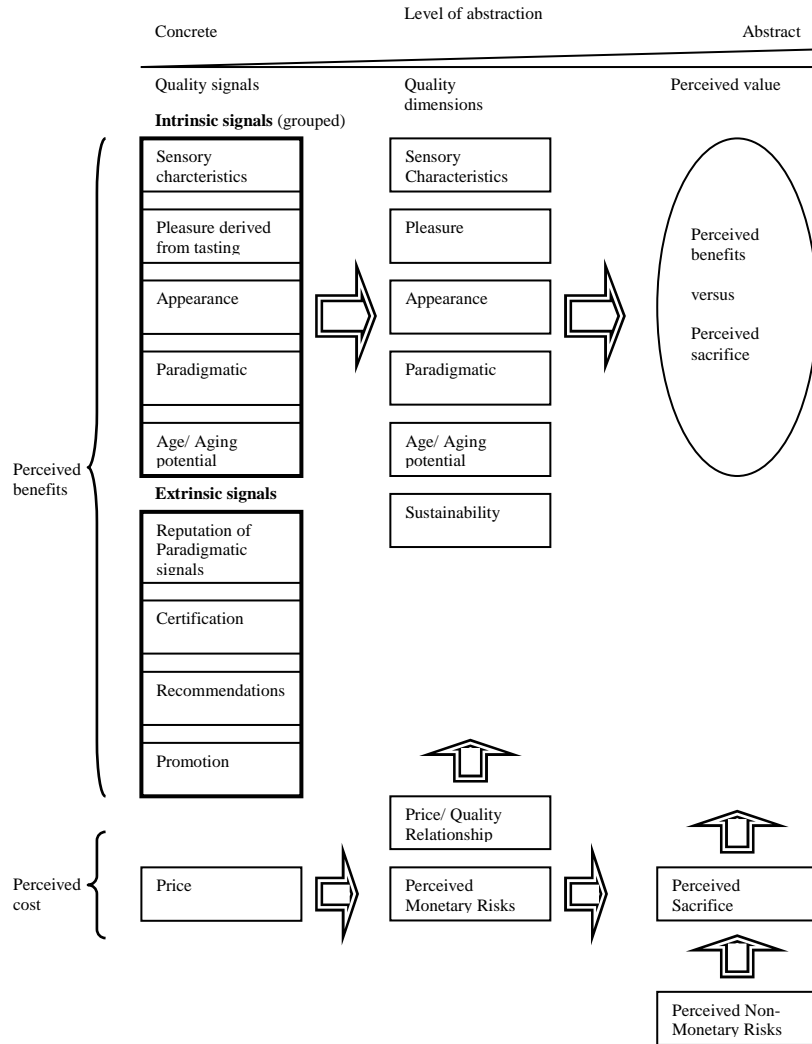 Level of abstraction
Concrete
Abstract
Quality signals
Quality
dimensions
Perceived value
Intrinsic signals (grouped)
Sensory
charcteristics
Pleasure derived
from tasting
Appearance
Paradigmatic
Age/ Aging
potential
Extrinsic signals
Reputation of
Paradigmatic
signals
Certification
Recommendations
Promotion
Sensory
Characteristics
Pleasure
Appearance
Paradigmatic
Age/ Aging
potential
Sustainability
Perceived
benefits
versus
Perceived
sacrifice
Perceived
benefits
Price/ Quality
Relationship
Perceived
cost
Price
Perceived
Monetary Risks
Perceived
Sacrifice
Perceived Non-
Monetary Risks